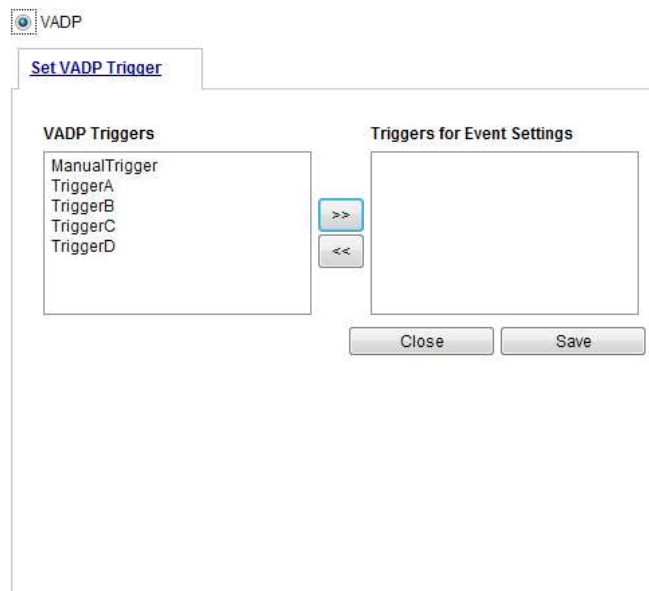 VADP
Set VADP Trigger
VADP Triggers
Triggers for Event Settings
ManualTrigger
TriggerA
TriggerB
TriggerC
TriggerD
>>
<<
Close
Save